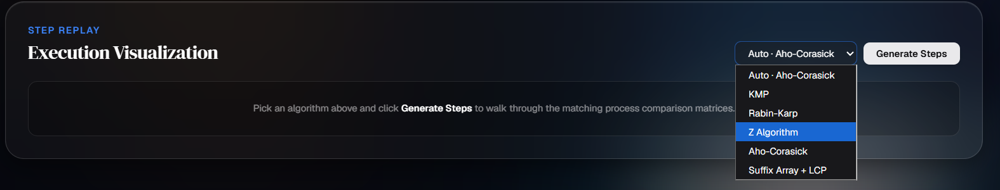 STEP REPLAY
Execution Visualization
Auto · Aho-Corasick
Generate Steps
Auto · Aho-Corasick
KMP
Rabin-Karp
Z Algorithm
Aho-Corasick
Suffix Array + LCP
Pick an algorithm above and click Generate Steps to walk through the matching process comparison matrices.